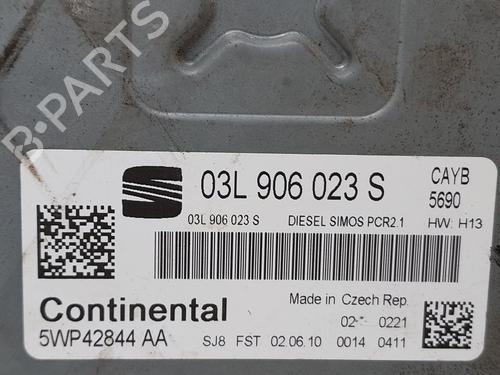 B-PARTS
03L 906 023 S
CAYB
5690
03L 906 023 S DIESEL SIMOS PCR2.1 HW: H13
Continental
5WP42844 AA
Made in Czech Rep.
0221
SJ8 FST 02.06.10 0014 0411